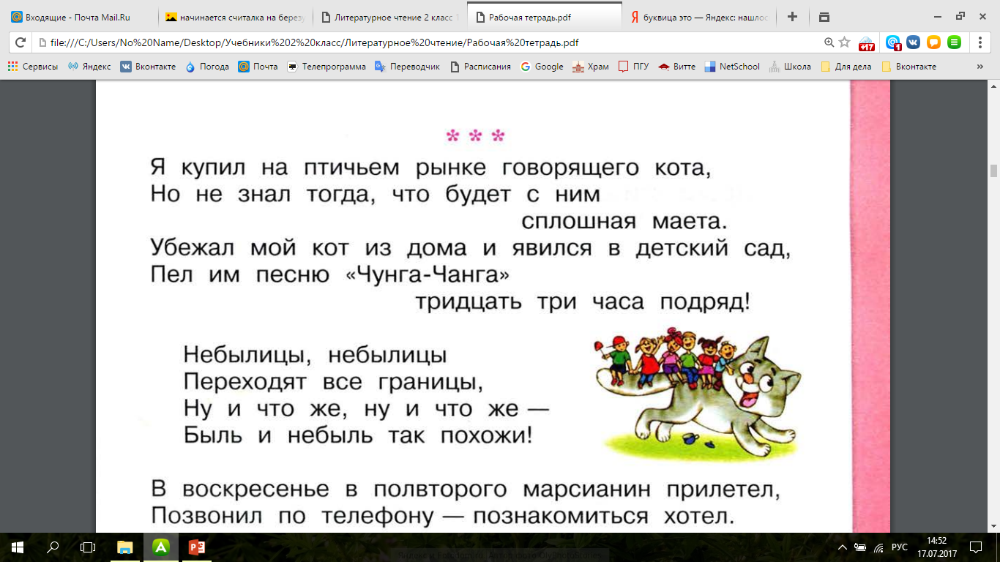 Входящие - Почта Mail.Ru
начинается считалка на березу
Литературное чтение 2 класс 1
Рабочая тетрадь.pdf
буквица это — Яндекс: нашлос
file:///C:/Users/No%20Name/Desktop/Учебники%202%20класс/Литературное%20чтение/Рабочая%20тетрадь.pdf
+17
1
Сервисы Яндекс Вконтакте Погода Почта Телепрограмма Переводчик Расписания Google Храм ПГУ Витте NetSchool Школа Для дела Вконтакте »
* * *
Я купил на птичьем рынке говорящего кота,
Но не знал тогда, что будет с ним
сплошная маета.
Убежал мой кот из дома и явился в детский сад,
Пел им песню «Чунга-Чанга»
тридцать три часа подряд!
Небылицы, небылицы
Переходят все границы,
Ну и что же, ну и что же —
Быль и небыль так похожи!
В воскресенье в полвторого марсианин прилетел,
Позвонил по телефону — познакомиться хотел.
РУС
14:52
17.07.2017